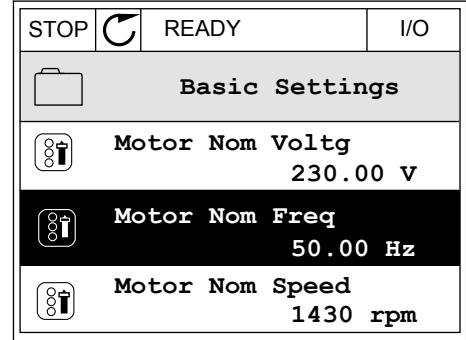 STOP READY I/O
Basic Settings
Motor Nom Voltg
230.00 V
Motor Nom Freq
50.00 Hz
Motor Nom Speed
1430 rpm